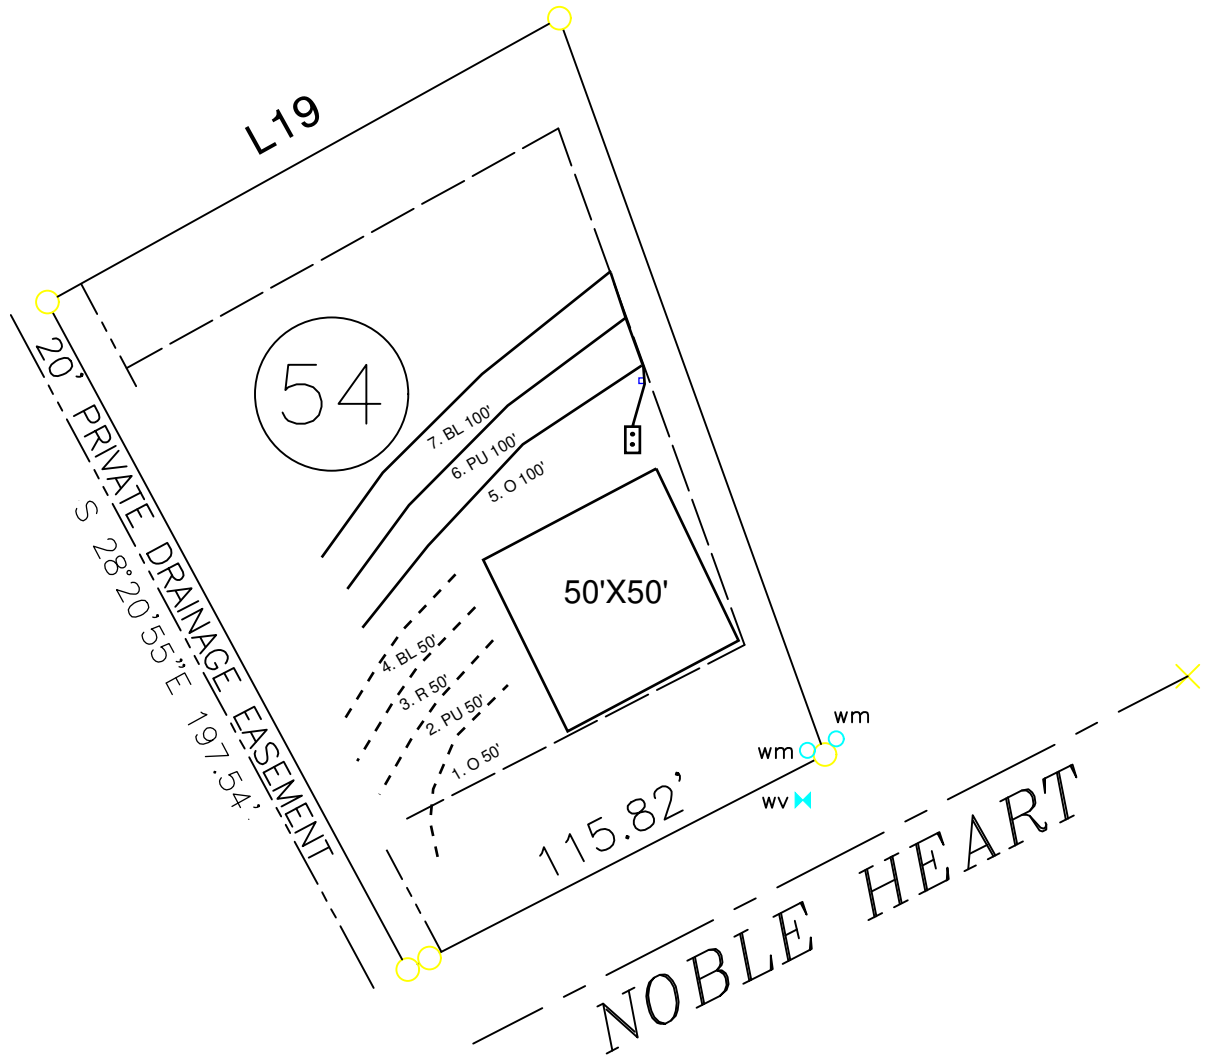 L19
54
20' PRIVATE DRAINAGE EASEMENT
S 28°20'55"E 197.54'
7. BL 100'
6. PU 100'
5. O 100'
50'X50'
4. BL 50'
3. R 50'
2. PU 50'
1. O 50'
wm
wm
wv
115.82'
NOBLE HEART